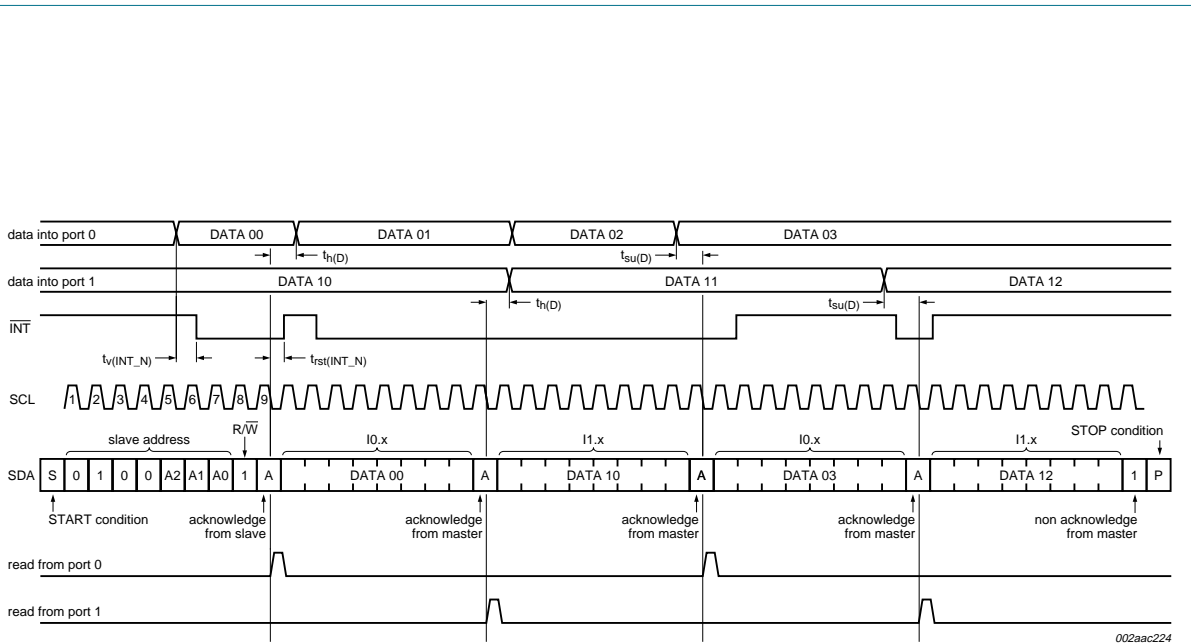 data into port 0 DATA 00 DATA 01 DATA 02 DATA 03
th(D) tsu(D)
data into port 1 DATA 10 DATA 11 DATA 12
th(D) tsu(D)
INT
tv(INT_N) trst(INT_N)
SCL 1 2 3 4 5 6 7 8 9
slave address R/W I0.x I1.x I0.x I1.x STOP condition
SDA S 0 1 0 0 A2 A1 A0 1 A DATA 00 A DATA 10 A DATA 03 A DATA 12 1 P
START condition acknowledge from slave acknowledge from master acknowledge from master acknowledge from master non acknowledge from master
read from port 0
read from port 1
002aac224